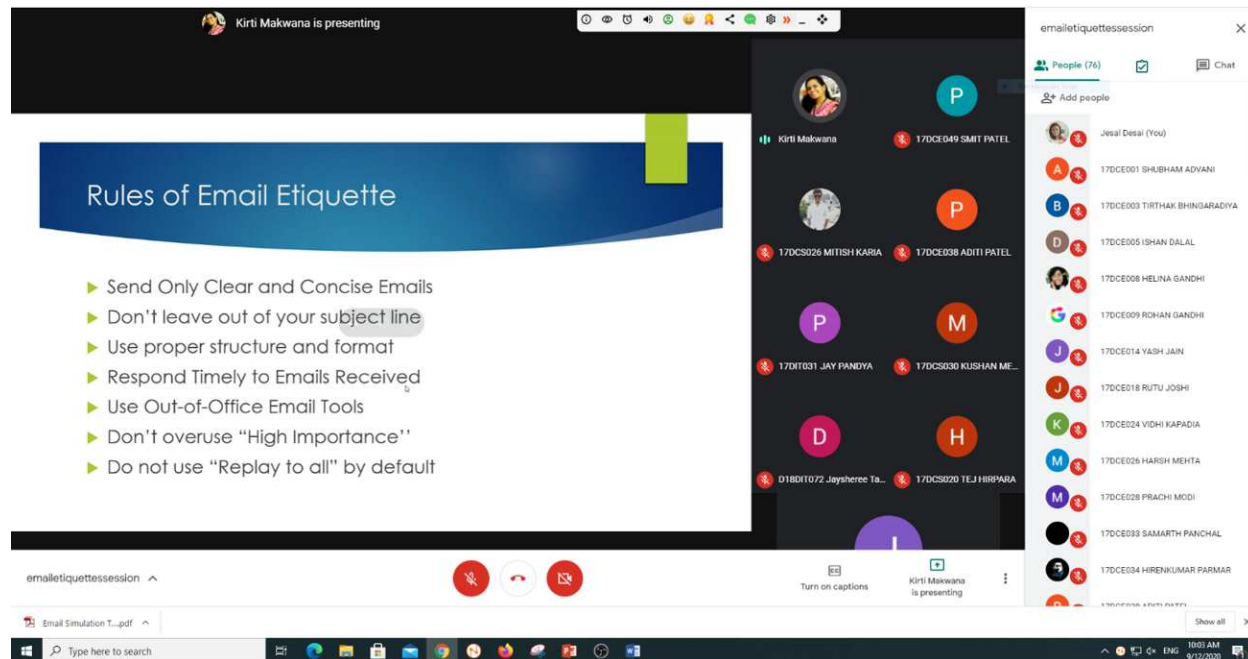 Kirti Makwana is presenting
Rules of Email Etiquette
Send Only Clear and Concise Emails
Don't leave out of your subject line
Use proper structure and format
Respond Timely to Emails Received
Use Out-of-Office Email Tools
Don't overuse “High Importance’’
Do not use “Replay to all” by default
Kirti Makwana
P
17DCE049 SMIT PATEL
17DCS026 MITISH KARIA
P
17DCE038 ADITI PATEL
P
17DIT031 JAY PANDYA
M
17DCS030 KUSHAN ME...
D
D18DIT072 Jaysheree Ta...
H
17DCS020 TEJ HIRPARA
emailetiquettessession
People (76)
Chat
Add people
Jesal Desai (You)
A 17DCE001 SHUBHAM ADVANI
B 17DCE003 TIRTHAK BHINGARADIYA
D 17DCE005 ISHAN DALAL
17DCE008 HELINA GANDHI
17DCE009 ROHAN GANDHI
J 17DCE014 YASH JAIN
J 17DCE018 RUTU JOSHI
K 17DCE024 VIDHI KAPADIA
M 17DCE026 HARSH MEHTA
M 17DCE028 PRACHI MODI
17DCE033 SAMARTH PANCHAL
17DCE034 HIRENKUMAR PARMAR
emailetiquettessession
Turn on captions
Kirti Makwana
is presenting
Email Simulation T....pdf
Show all
Type here to search
ENG
10:03 AM
9/12/2020